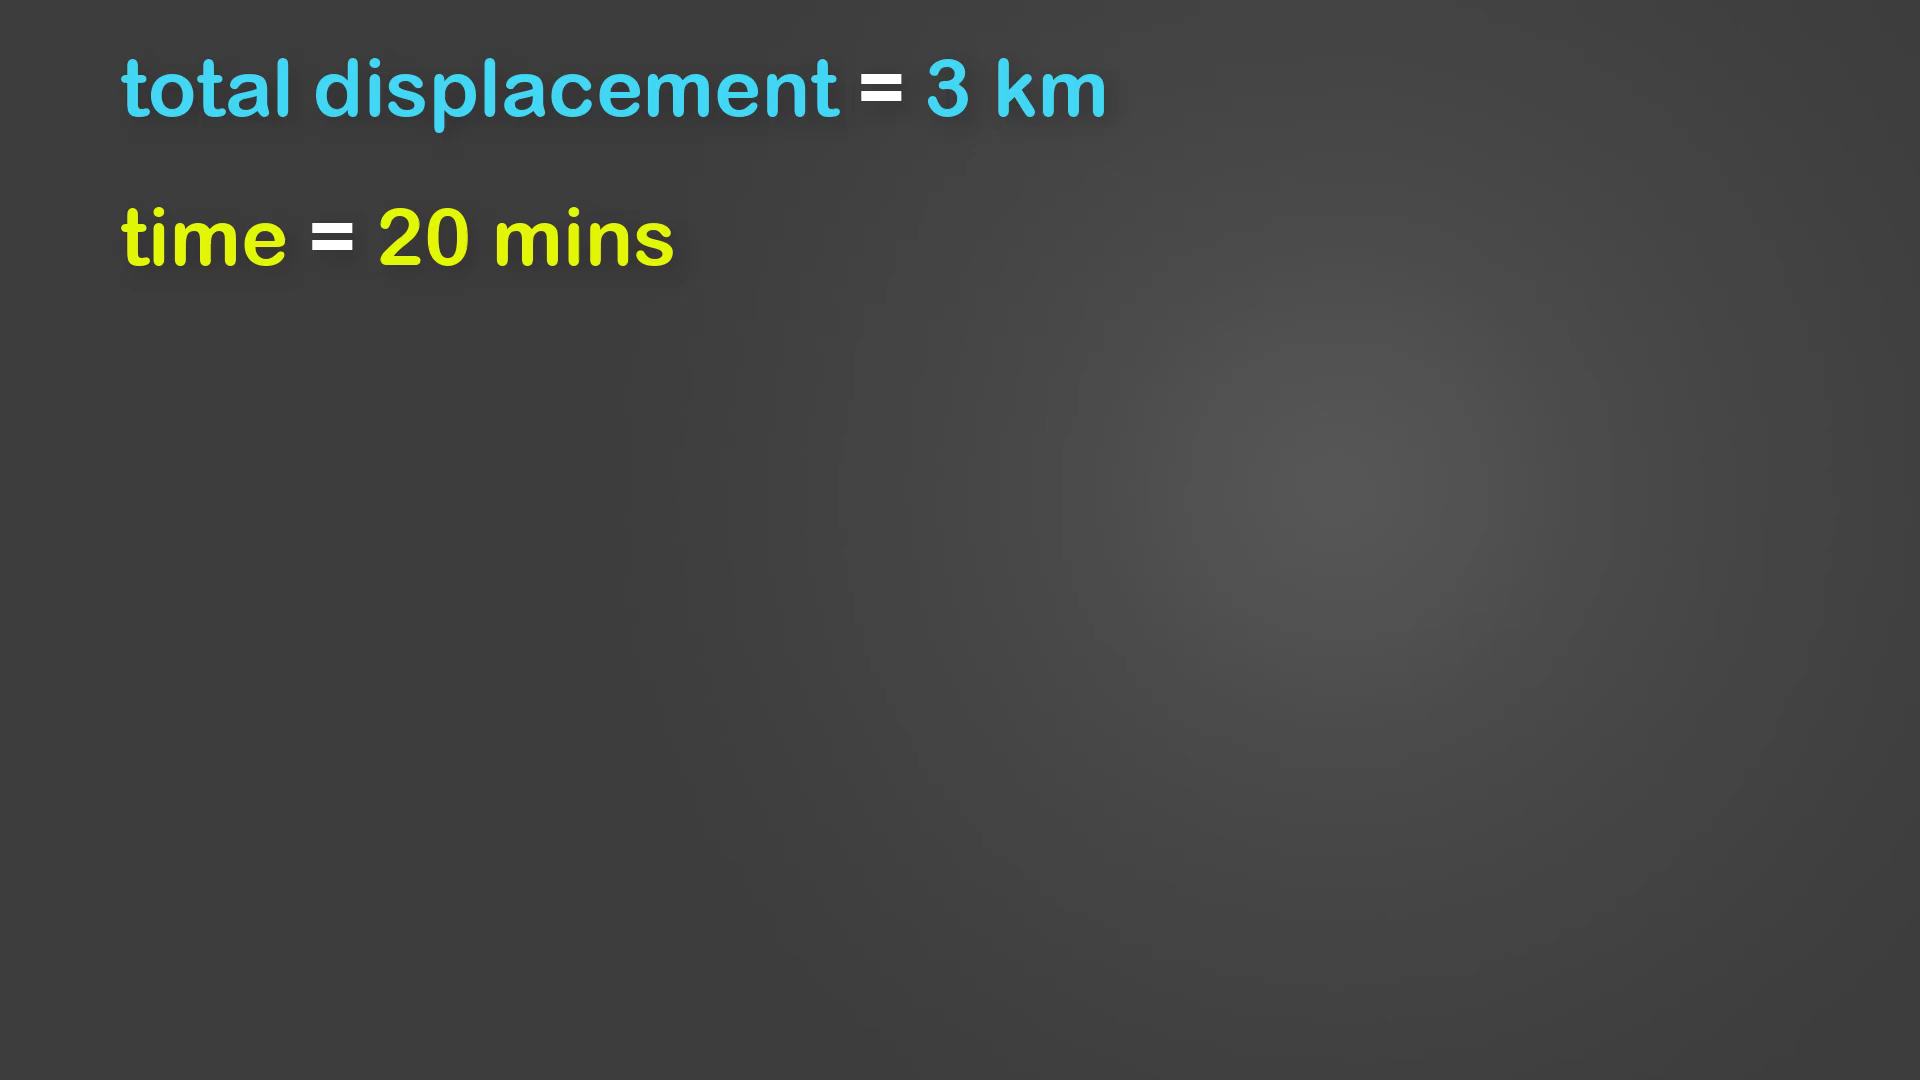 total displacement = 3 km
time = 20 mins